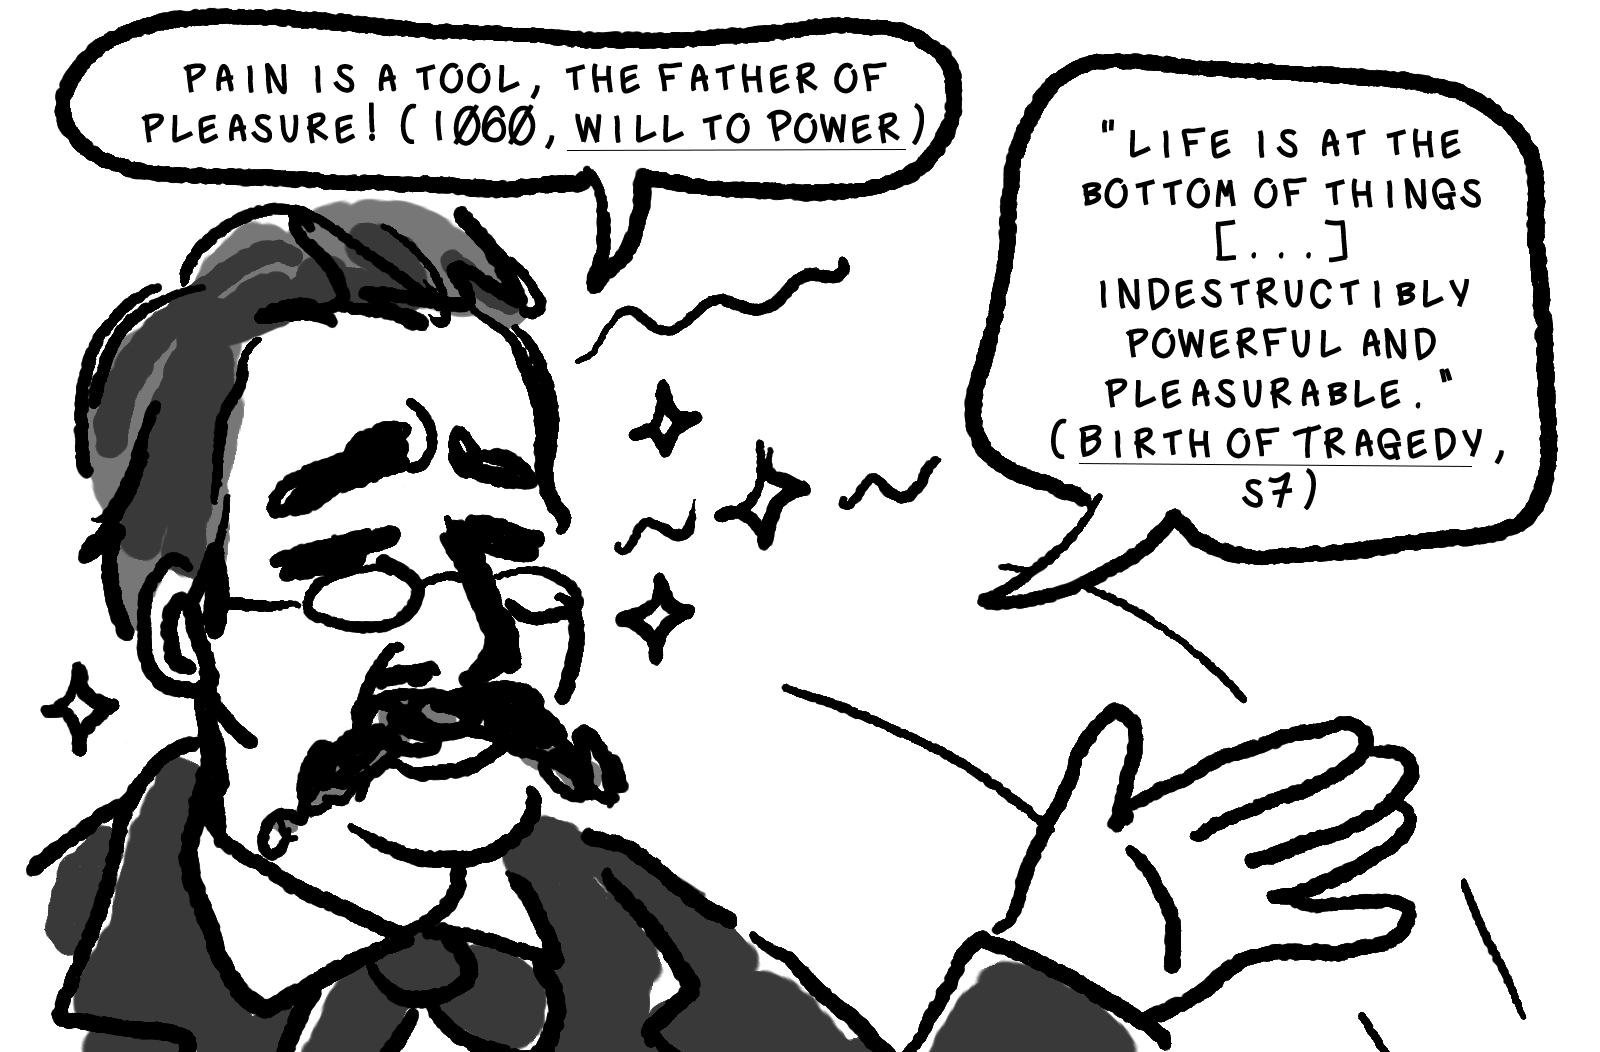 PAIN IS A TOOL, THE FATHER OF
PLEASURE! (1060, WILL TO POWER)
"LIFE IS AT THE
BOTTOM OF THINGS
[...]
INDESTRUCTIBLY
POWERFUL AND
PLEASURABLE."
(BIRTH OF TRAGEDY,
S7)